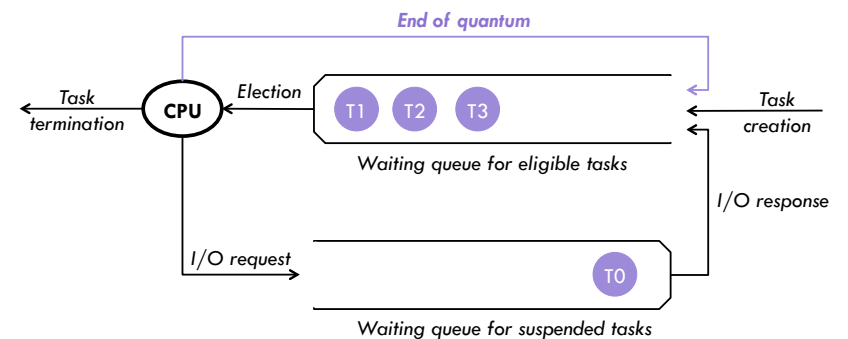 End of quantum
Task
termination
CPU
Election
T1 T2 T3
Task
creation
Waiting queue for eligible tasks
I/O response
I/O request
T0
Waiting queue for suspended tasks